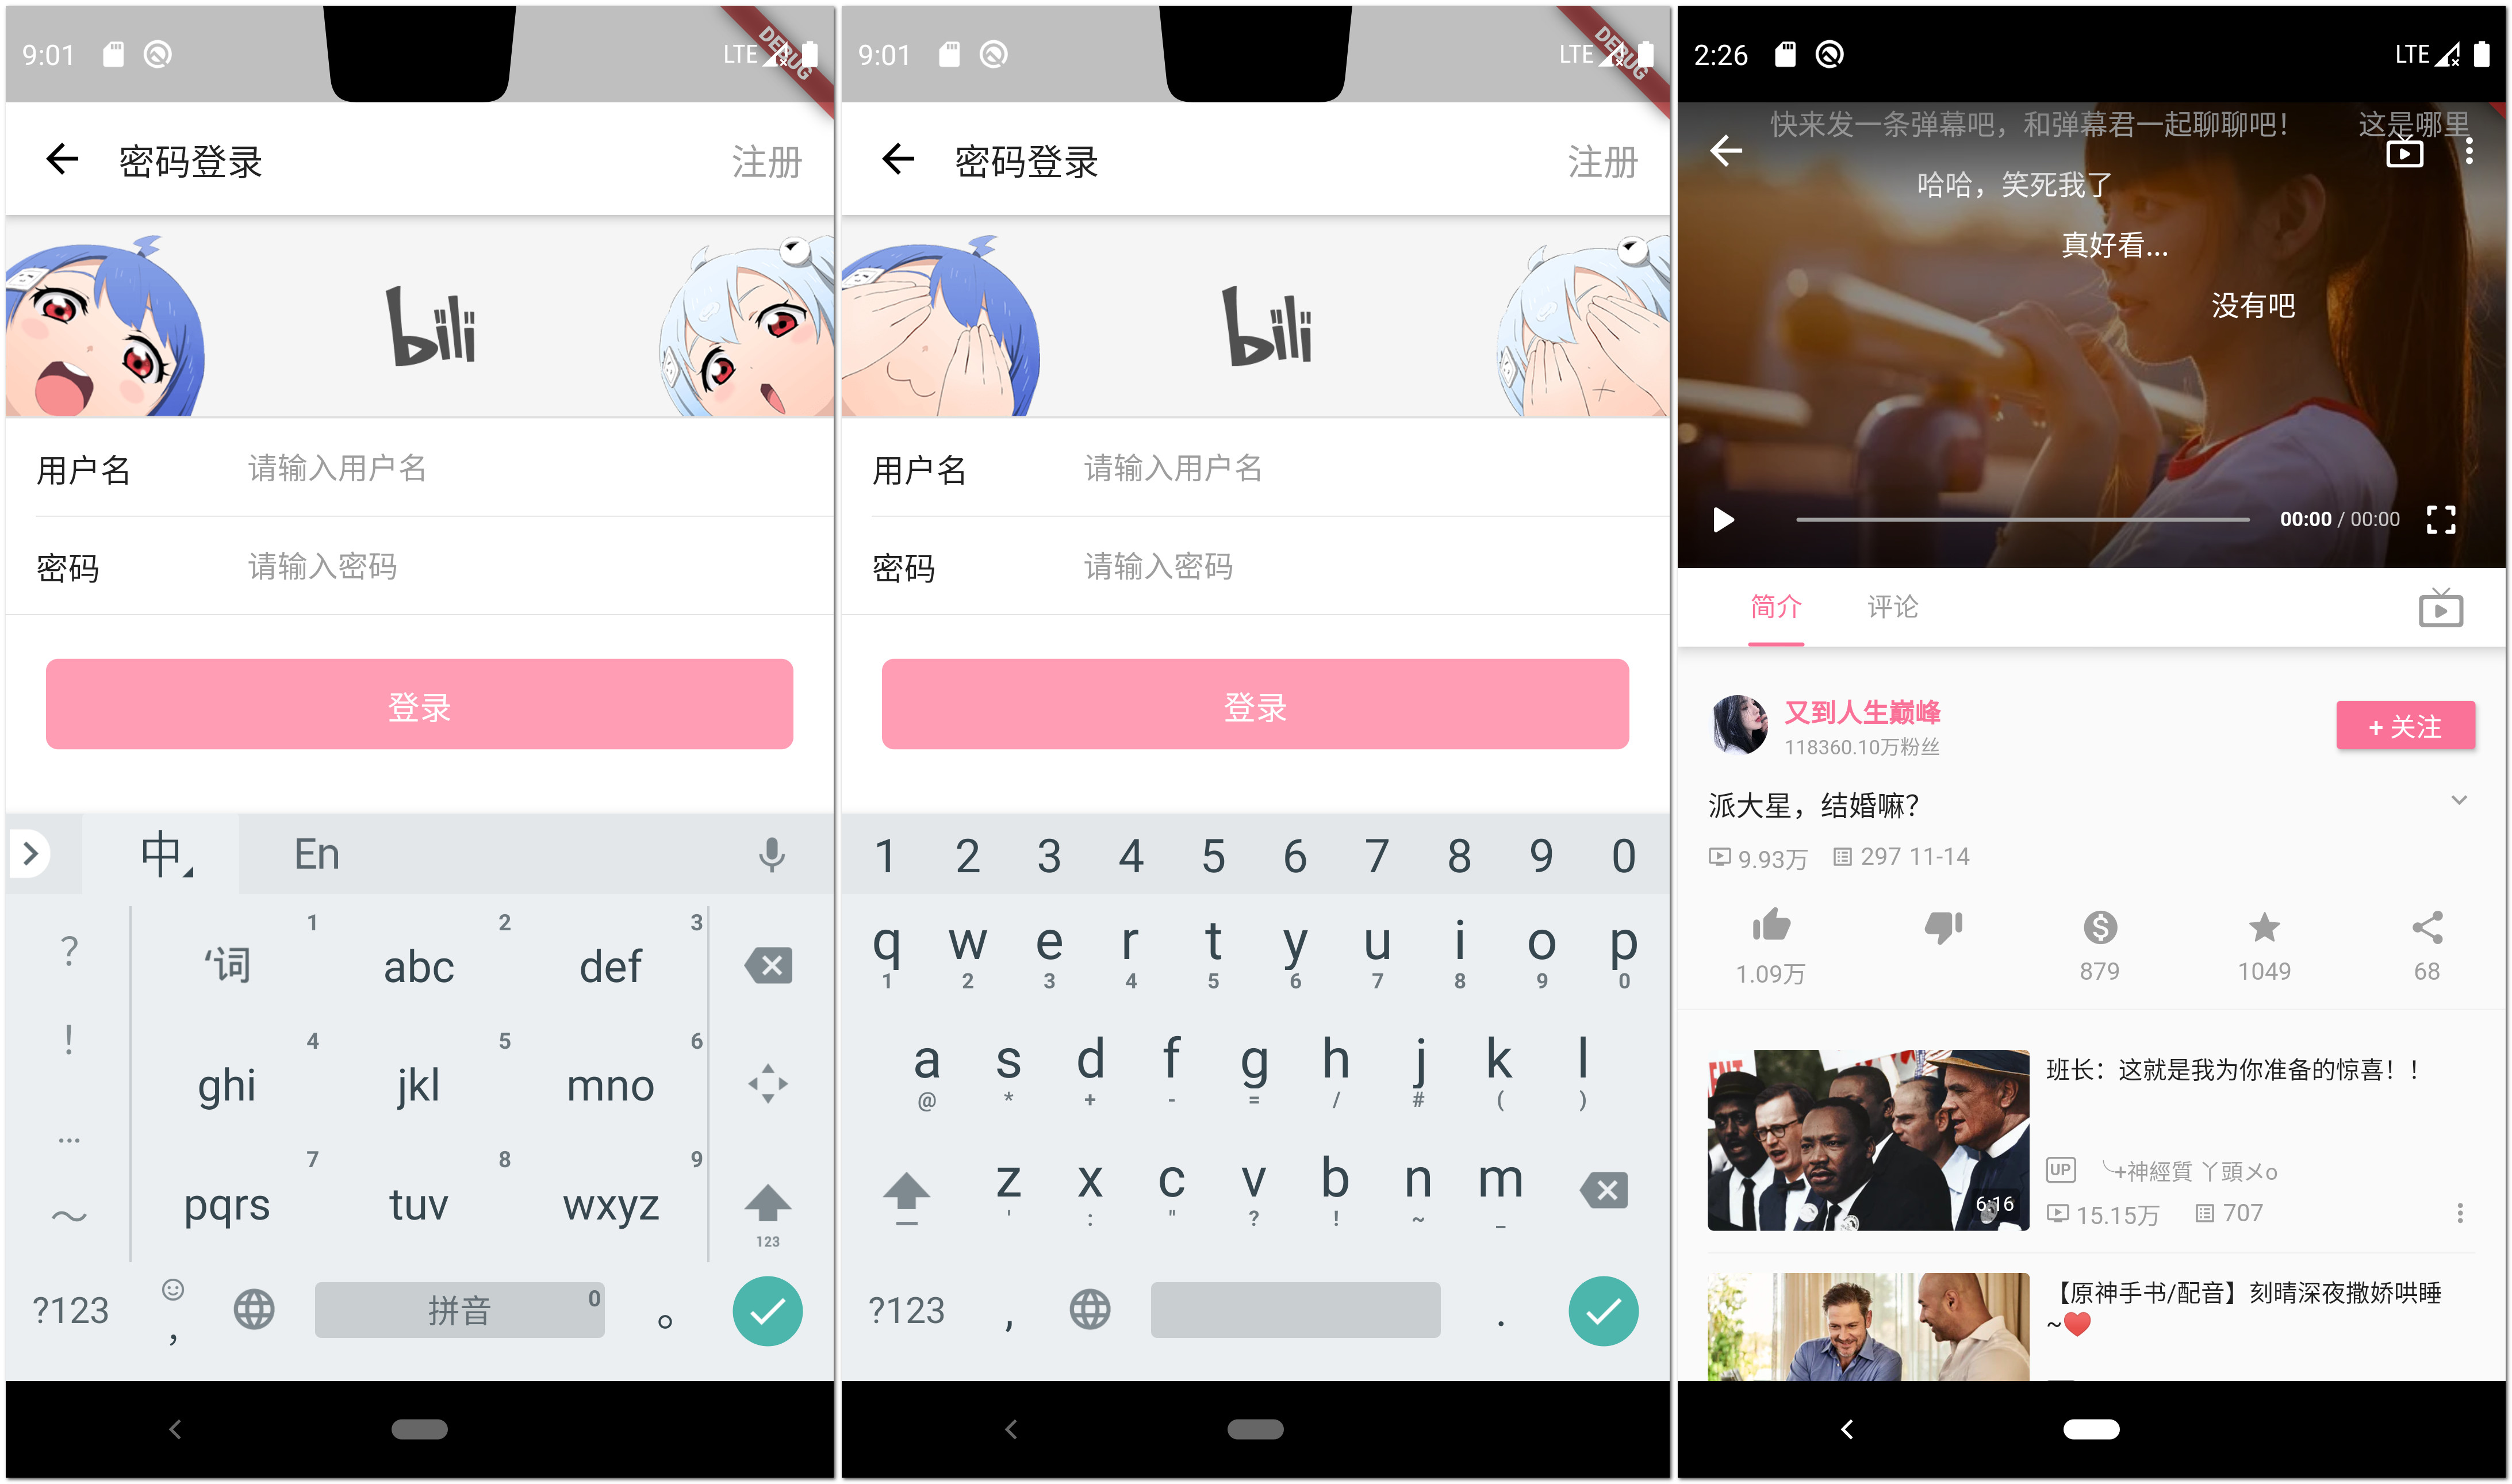 9:01
LTE
DEBUG
密码登录
注册
bili
用户名
请输入用户名
密码
请输入密码
登录
中
En
?
!
...
~
1
‘词
2
abc
3
def
4
ghi
5
jkl
6
mno
7
pqrs
8
tuv
9
wxyz
123
?123
,
拼音
0
。
9:01
LTE
DEBUG
密码登录
注册
bili
用户名
请输入用户名
密码
请输入密码
登录
1 2 3 4 5 6 7 8 9 0
q w e r t y u i o p
1 2 3 4 5 6 7 8 9 0
a s d f g h j k l
@ * + - = / # ( )
z x c v b n m
' : " ? ! ~ _
?123
,
.
2:26
LTE
快来发一条弹幕吧，和弹幕君一起聊聊吧！
这是哪里
哈哈，笑死我了
真好看...
没有吧
00:00 / 00:00
简介
评论
又到人生巅峰
118360.10万粉丝
+ 关注
派大星，结婚嘛？
9.93万
297
11-14
1.09万
879
1049
68
班长：这就是我为你准备的惊喜！！
6:16
UP
╰+神經質 丫頭㐅o
15.15万
707
【原神手书/配音】刻晴深夜撒娇哄睡
~❤️